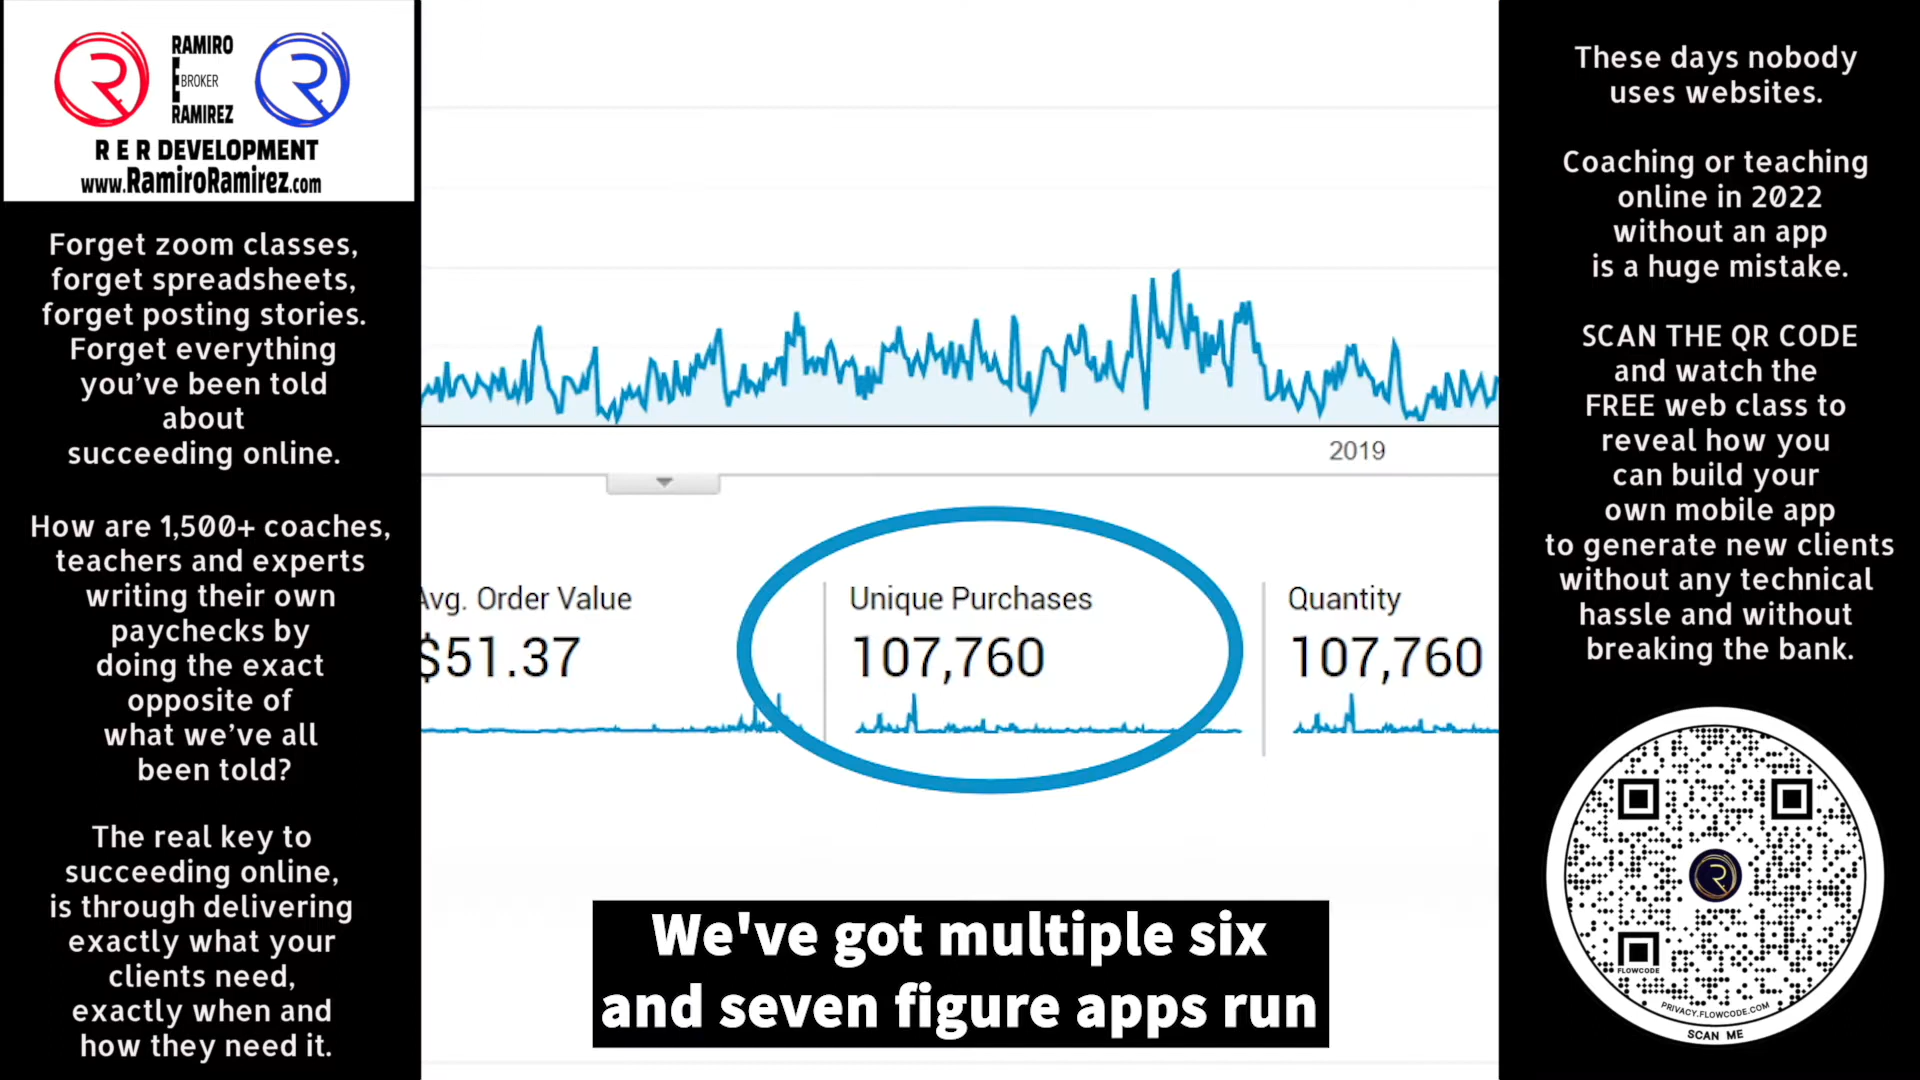 RAMIRO
E BROKER
RAMIREZ
R E R DEVELOPMENT
www.RamiroRamirez.com
Forget zoom classes,
forget spreadsheets,
forget posting stories.
Forget everything
you've been told
about
succeeding online.
How are 1,500+ coaches,
teachers and experts
writing their own
paychecks by
doing the exact
opposite of
what we've all
been told?
The real key to
succeeding online,
is through delivering
exactly what your
clients need,
exactly when and
how they need it.
2019
Avg. Order Value
$51.37
Unique Purchases
107,760
Quantity
107,760
We've got multiple six
and seven figure apps run
These days nobody
uses websites.
Coaching or teaching
online in 2022
without an app
is a huge mistake.
SCAN THE QR CODE
and watch the
FREE web class to
reveal how you
can build your
own mobile app
to generate new clients
without any technical
hassle and without
breaking the bank.
FLOWCODE
PRIVACY.FLOWCODE.COM
SCAN ME